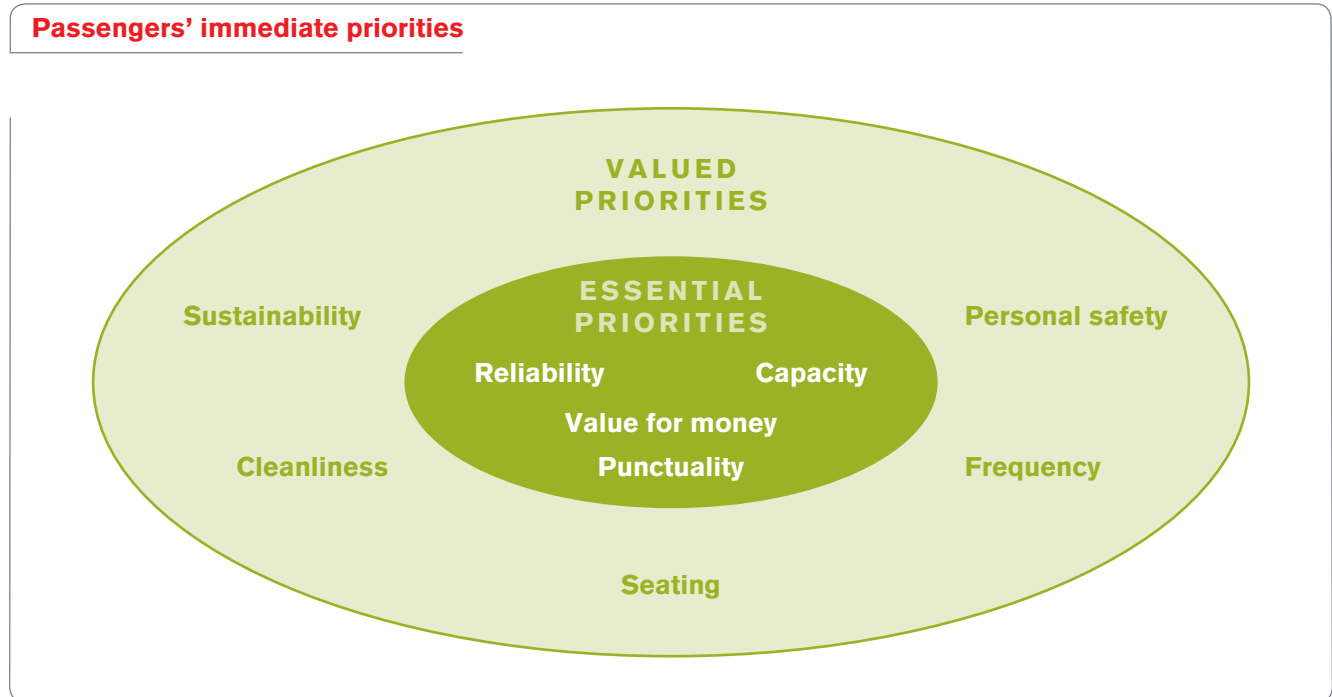 Passengers’ immediate priorities
VALUED
PRIORITIES
ESSENTIAL
PRIORITIES
Sustainability
Personal safety
Reliability
Capacity
Value for money
Cleanliness
Punctuality
Frequency
Seating